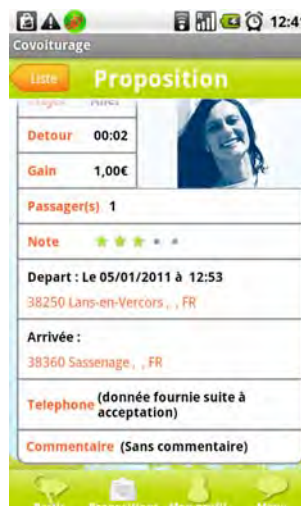 12:41
Covoiturage
Liste
Proposition
Trajet Aller
Detour 00:02
Gain 1,00€
Passager(s) 1
Note
Depart : Le 05/01/2011 à 12:53
38250 Lans-en-Vercors , , FR
Arrivée :
38360 Sassenage , , FR
Telephone (donnée fournie suite à
acceptation)
Commentaire (Sans commentaire)